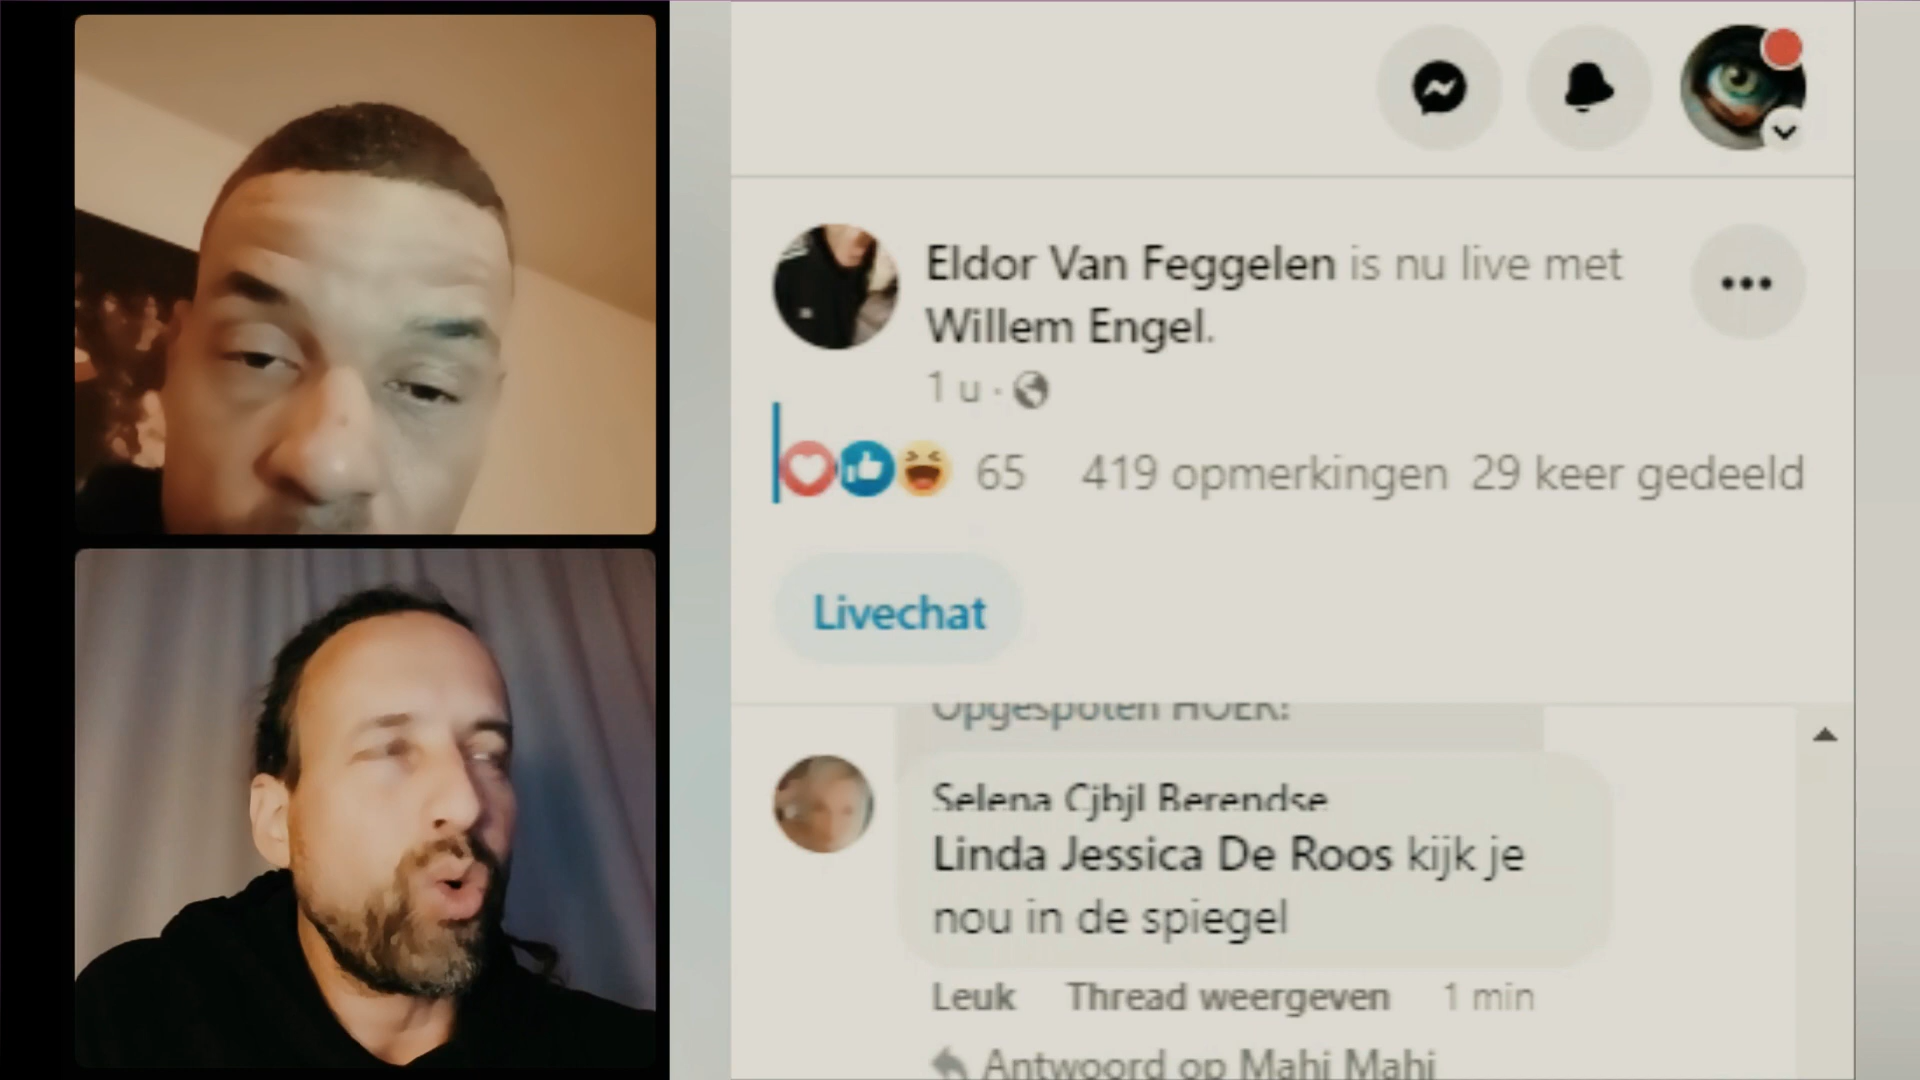 Eldor Van Feggelen is nu live met
Willem Engel.
1 u ·
65 419 opmerkingen 29 keer gedeeld
Livechat
Opgespoten HOER!
Selena Cjbjl Berendse
Linda Jessica De Roos kijk je
nou in de spiegel
Leuk Thread weergeven 1 min
Antwoord op Mahi Mahi